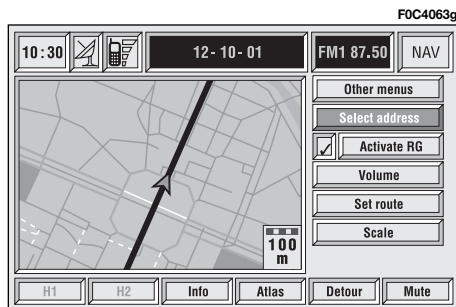 F0C4063g
10:30 12-10-01 FM1 87.50 NAV
Other menus
Select address
Activate RG
Volume
Set route
Scale
100
m
H1 H2 Info Atlas Detour Mute